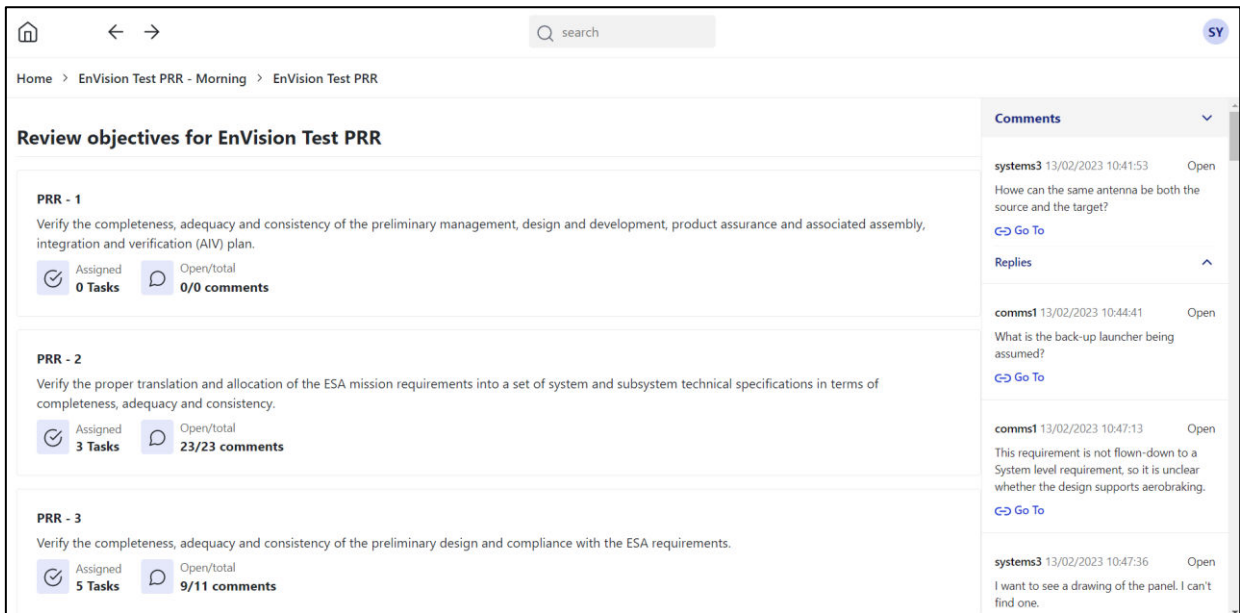 search
SY
Home > EnVision Test PRR - Morning > EnVision Test PRR
Review objectives for EnVision Test PRR
PRR - 1
Verify the completeness, adequacy and consistency of the preliminary management, design and development, product assurance and associated assembly,
integration and verification (AIV) plan.
Assigned
0 Tasks
Open/total
0/0 comments
PRR - 2
Verify the proper translation and allocation of the ESA mission requirements into a set of system and subsystem technical specifications in terms of
completeness, adequacy and consistency.
Assigned
3 Tasks
Open/total
23/23 comments
PRR - 3
Verify the completeness, adequacy and consistency of the preliminary design and compliance with the ESA requirements.
Assigned
5 Tasks
Open/total
9/11 comments
Comments
systems3 13/02/2023 10:41:53 Open
Howe can the same antenna be both the
source and the target?
Go To
Replies
comms1 13/02/2023 10:44:41 Open
What is the back-up launcher being
assumed?
Go To
comms1 13/02/2023 10:47:13 Open
This requirement is not flown-down to a
System level requirement, so it is unclear
whether the design supports aerobraking.
Go To
systems3 13/02/2023 10:47:36 Open
I want to see a drawing of the panel. I can't
find one.